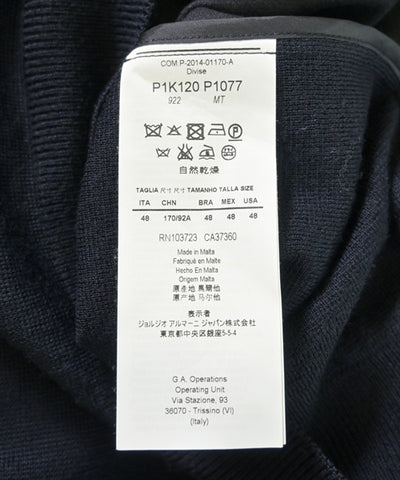 COM.P-2014-01170-A
Divise
P1K120 P1077
922 MT
自然乾燥
TAGLIA 尺寸 尺寸 TAMANHO TALLA SIZE
ITA CHN BRA MEX USA
48 170/92A 48 48 48
RN103723 CA37360
Made in Malta
Fabriqué en Malte
Hecho En Malta
Origem Malta
原產地 馬爾他
原产地 马尔他
表示者
ジョルジオ アルマーニ ジャパン株式会社
東京都中央区銀座5-5-4
G.A. Operations
Operating Unit
Via Stazione, 93
36070 - Trissino (VI)
(Italy)